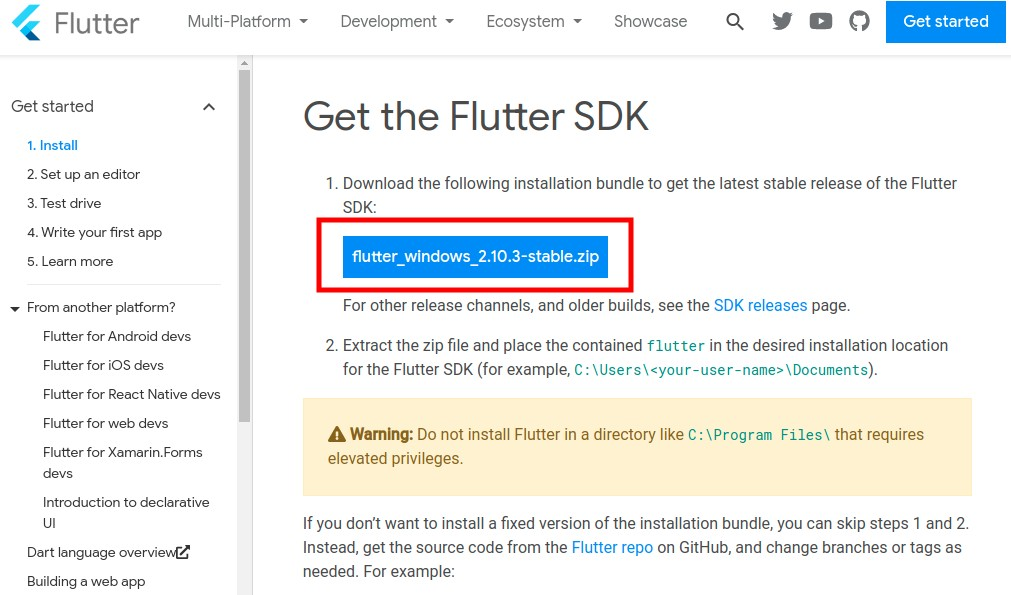 Flutter
Multi-Platform
Development
Ecosystem
Showcase
Get started
Get started
1. Install
2. Set up an editor
3. Test drive
4. Write your first app
5. Learn more
From another platform?
Flutter for Android devs
Flutter for iOS devs
Flutter for React Native devs
Flutter for web devs
Flutter for Xamarin.Forms
devs
Introduction to declarative
UI
Dart language overview
Building a web app
Get the Flutter SDK
1. Download the following installation bundle to get the latest stable release of the Flutter
SDK:
flutter_windows_2.10.3-stable.zip
For other release channels, and older builds, see the SDK releases page.
2. Extract the zip file and place the contained flutter in the desired installation location
for the Flutter SDK (for example, C:\Users\<your-user-name>\Documents).
Warning: Do not install Flutter in a directory like C:\Program Files\ that requires
elevated privileges.
If you don’t want to install a fixed version of the installation bundle, you can skip steps 1 and 2.
Instead, get the source code from the Flutter repo on GitHub, and change branches or tags as
needed. For example: